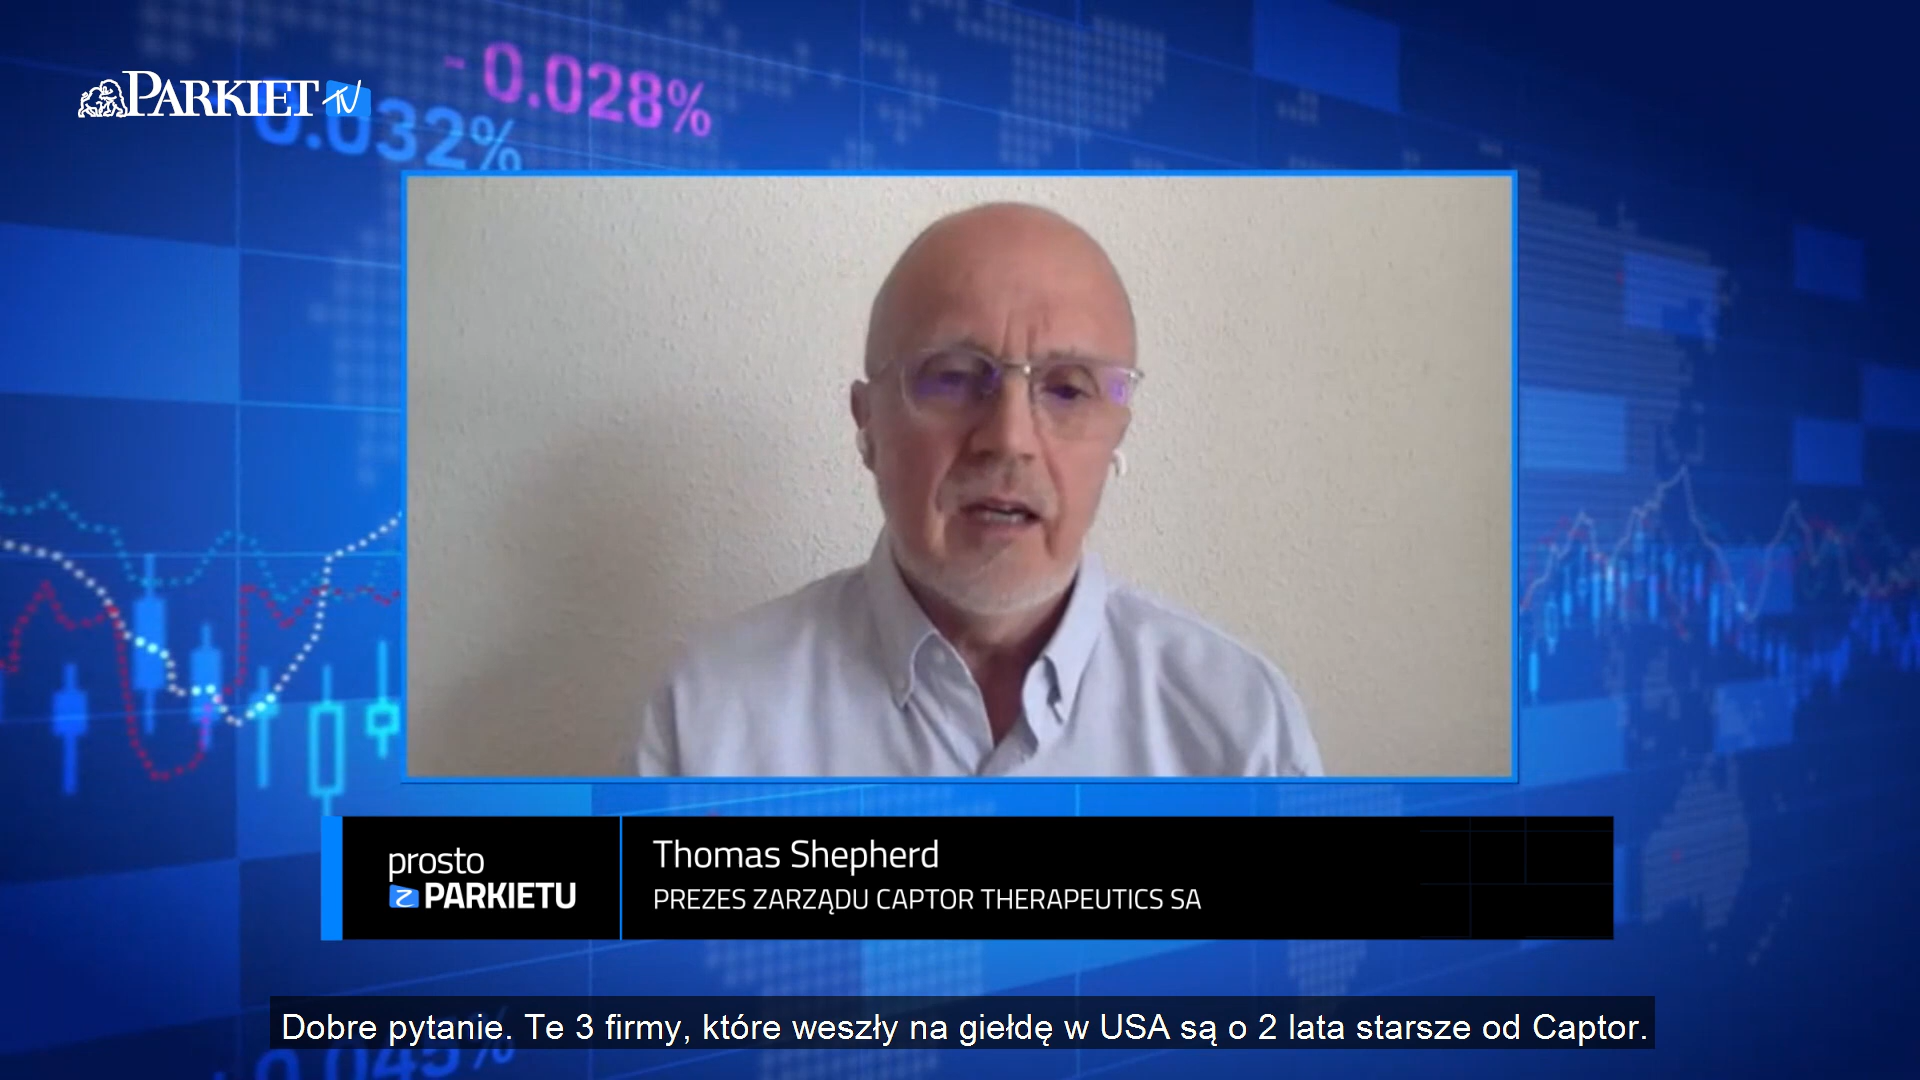 - 0.028%
PARKIET TV
0.032%
Thomas Shepherd
prosto
z PARKIETU
PREZES ZARZĄDU CAPTOR THERAPEUTICS SA
Dobre pytanie. Te 3 firmy, które weszły na giełdę w USA są o 2 lata starsze od Captor.